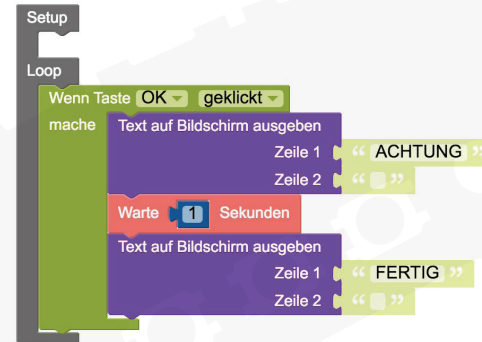 Setup
Loop
Wenn Taste OK geklickt
mache Text auf Bildschirm ausgeben
Zeile 1 “ ACHTUNG ”
Zeile 2 “ ”
Warte 1 Sekunden
Text auf Bildschirm ausgeben
Zeile 1 “ FERTIG ”
Zeile 2 “ ”